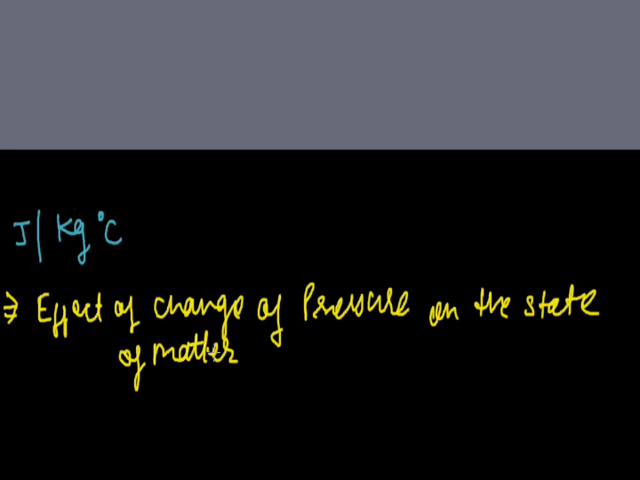 J/kg°C
⇒ Effect of change of Pressure on the state
of matter